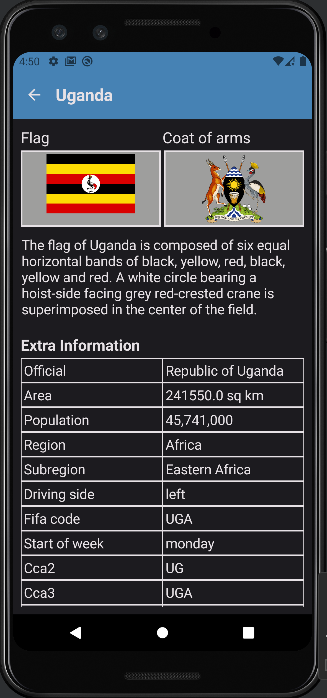 4:50
Uganda
Flag Coat of arms
The flag of Uganda is composed of six equal
horizontal bands of black, yellow, red, black,
yellow and red. A white circle bearing a
hoist-side facing grey red-crested crane is
superimposed in the center of the field.
Extra Information
Official Republic of Uganda
Area 241550.0 sq km
Population 45,741,000
Region Africa
Subregion Eastern Africa
Driving side left
Fifa code UGA
Start of week monday
Cca2 UG
Cca3 UGA